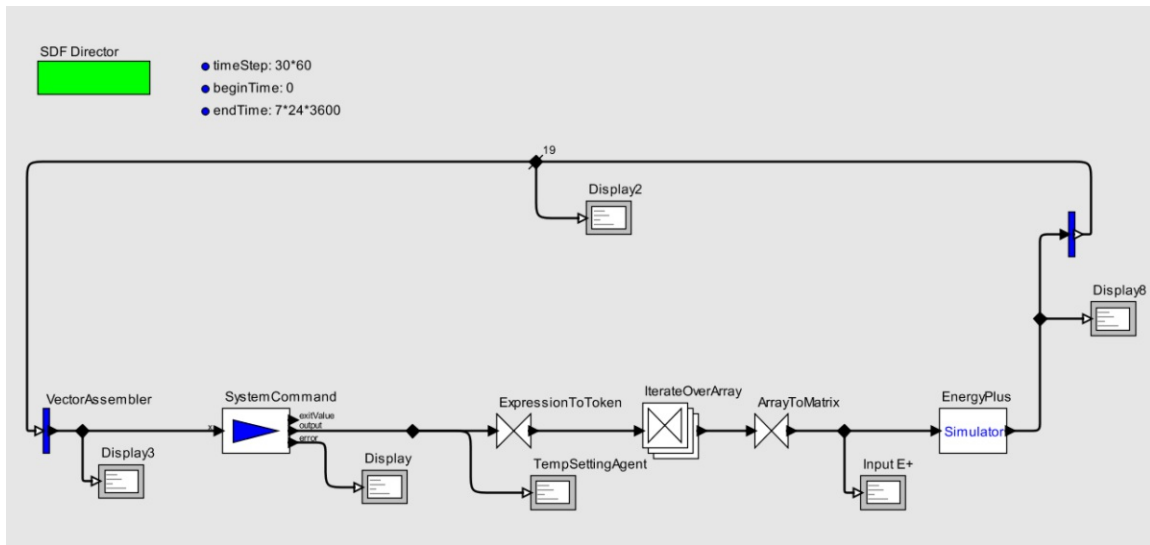 SDF Director
timeStep: 30*60
beginTime: 0
endTime: 7*24*3600
19
Display2
Display8
VectorAssembler
SystemCommand
ExpressionToToken
IterateOverArray
ArrayToMatrix
EnergyPlus
exitValue
output
error
Simulator
Display3
Display
TempSettingAgent
Input E+